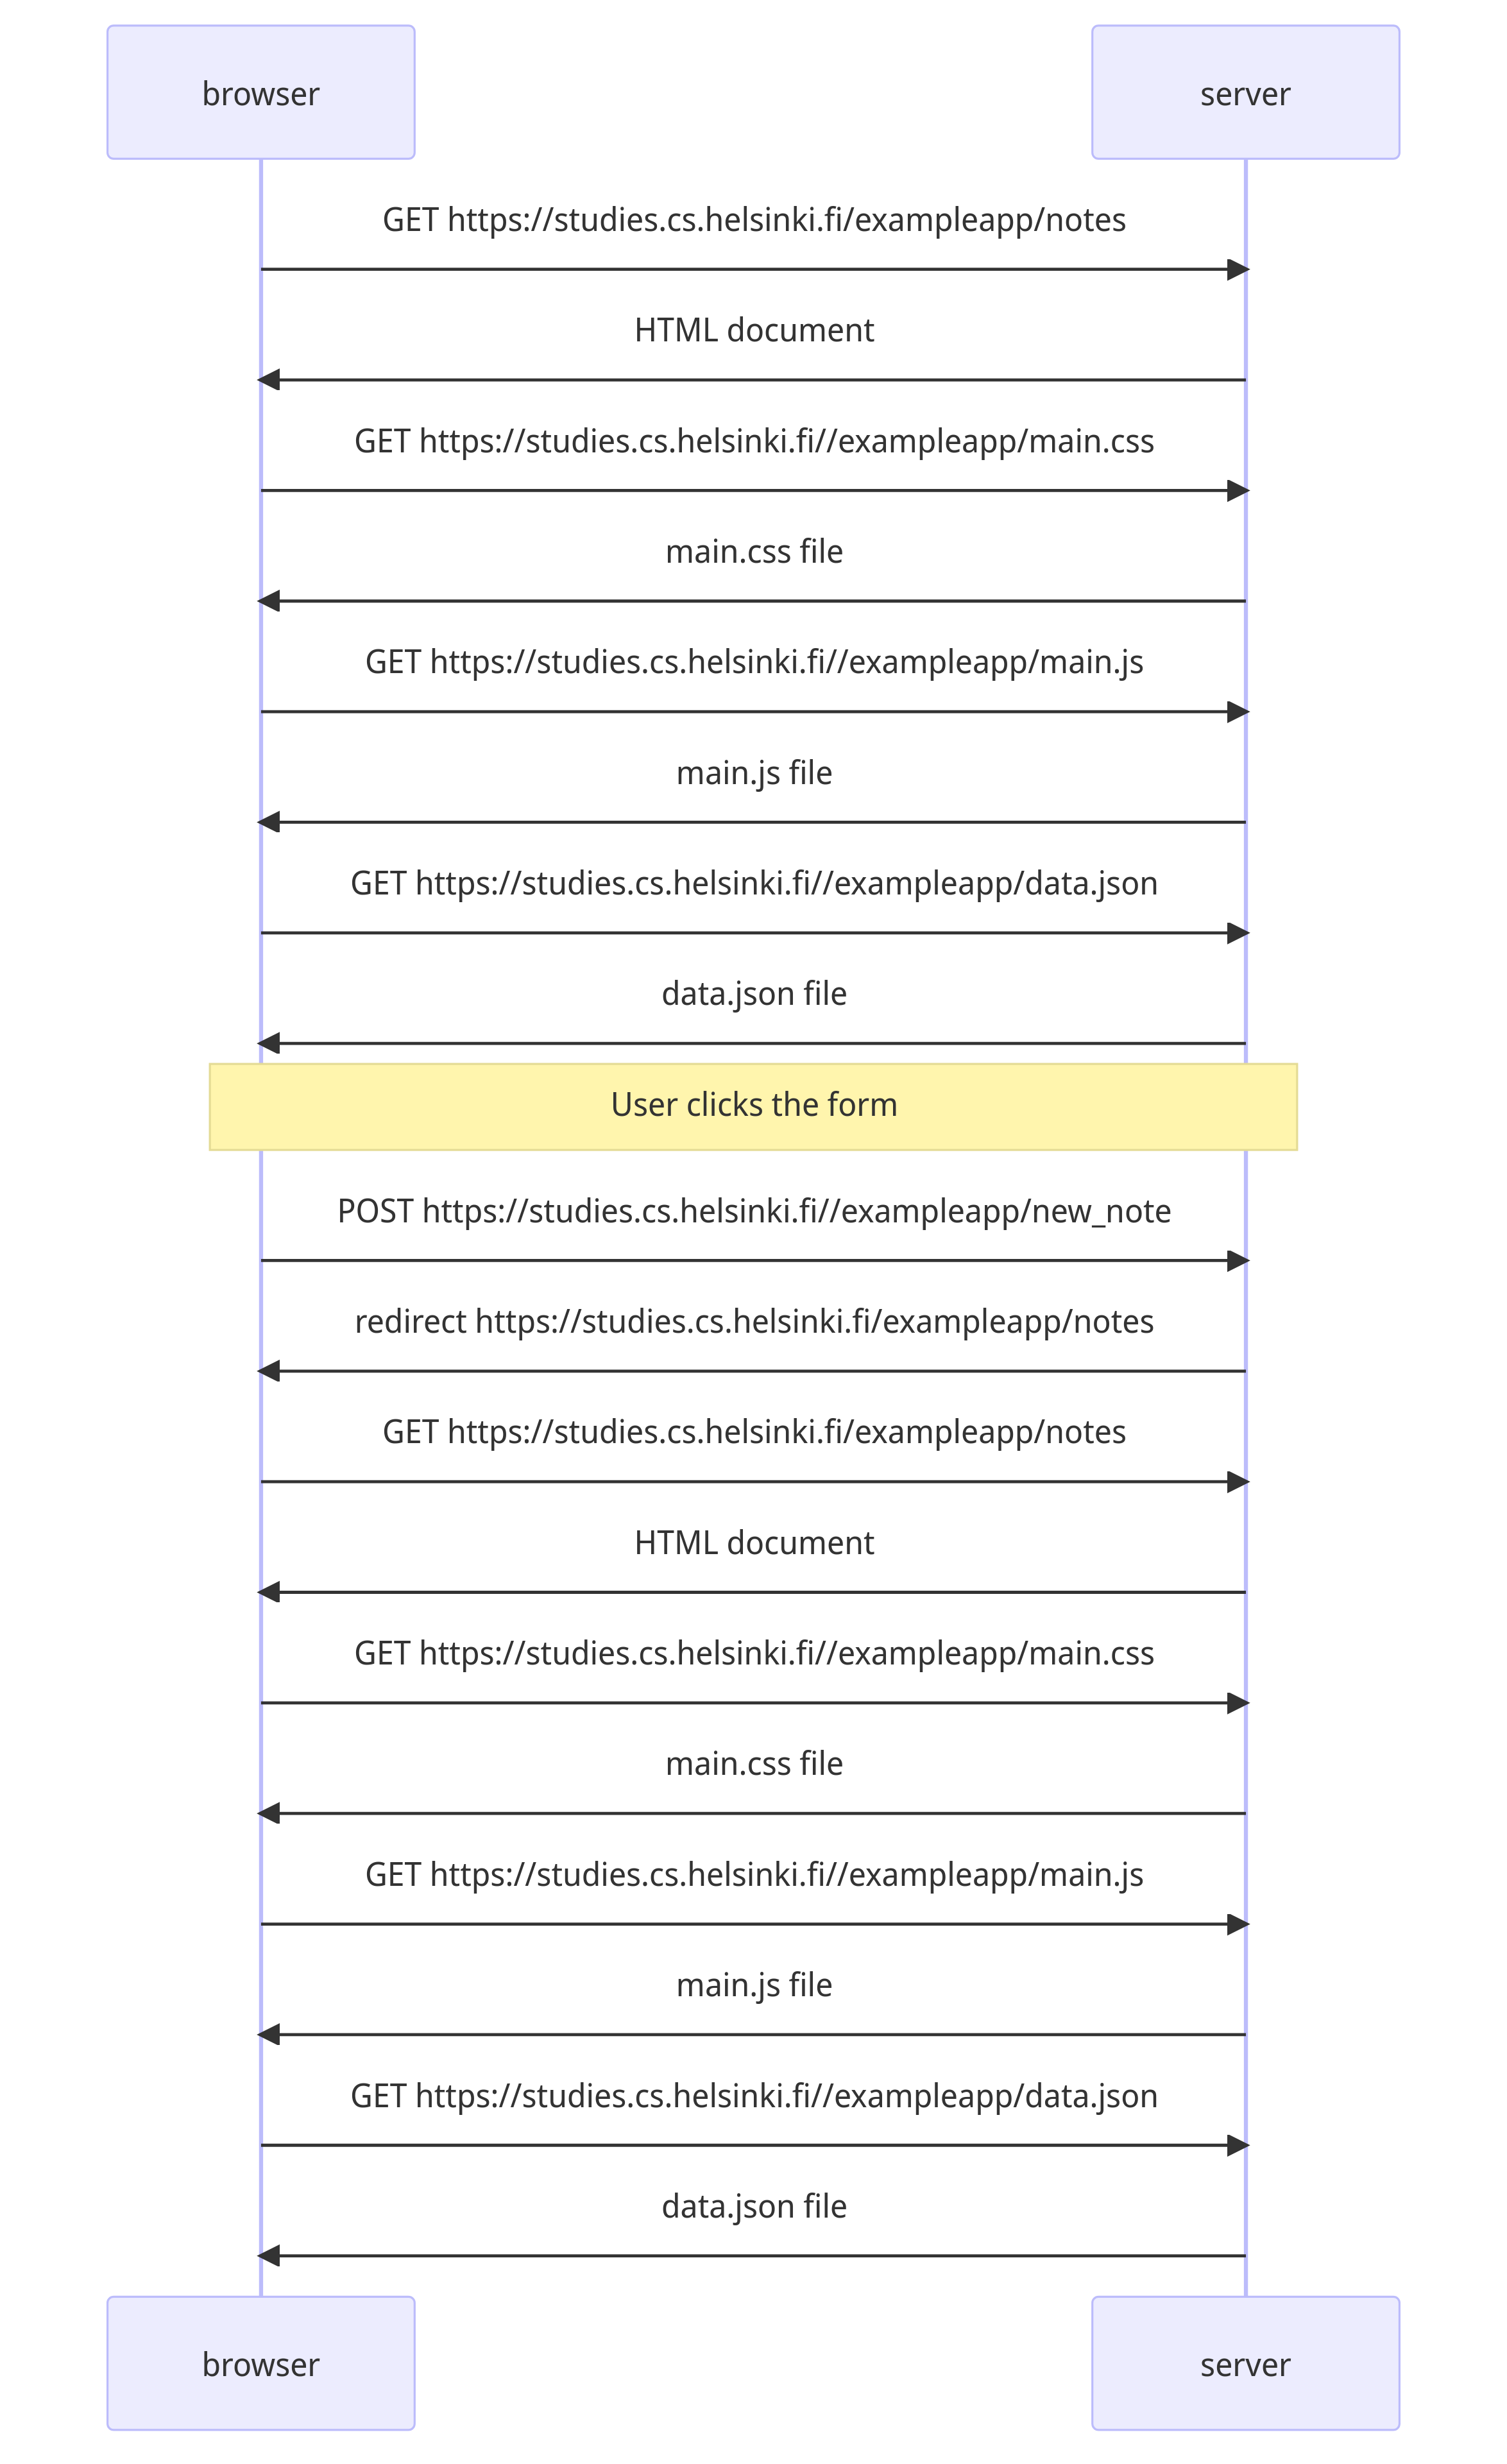 browser
server
GET https://studies.cs.helsinki.fi/exampleapp/notes
HTML document
GET https://studies.cs.helsinki.fi//exampleapp/main.css
main.css file
GET https://studies.cs.helsinki.fi//exampleapp/main.js
main.js file
GET https://studies.cs.helsinki.fi//exampleapp/data.json
data.json file
User clicks the form
POST https://studies.cs.helsinki.fi//exampleapp/new_note
redirect https://studies.cs.helsinki.fi/exampleapp/notes
GET https://studies.cs.helsinki.fi/exampleapp/notes
HTML document
GET https://studies.cs.helsinki.fi//exampleapp/main.css
main.css file
GET https://studies.cs.helsinki.fi//exampleapp/main.js
main.js file
GET https://studies.cs.helsinki.fi//exampleapp/data.json
data.json file
browser
server